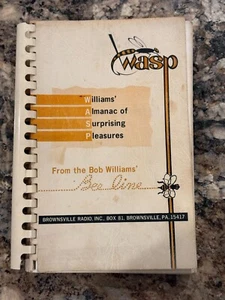 wasp
Williams'
Almanac of
Surprising
Pleasures
From the Bob Williams'
Bee line
BROWNSVILLE RADIO, INC. BOX 81, BROWNSVILLE, PA. 15417